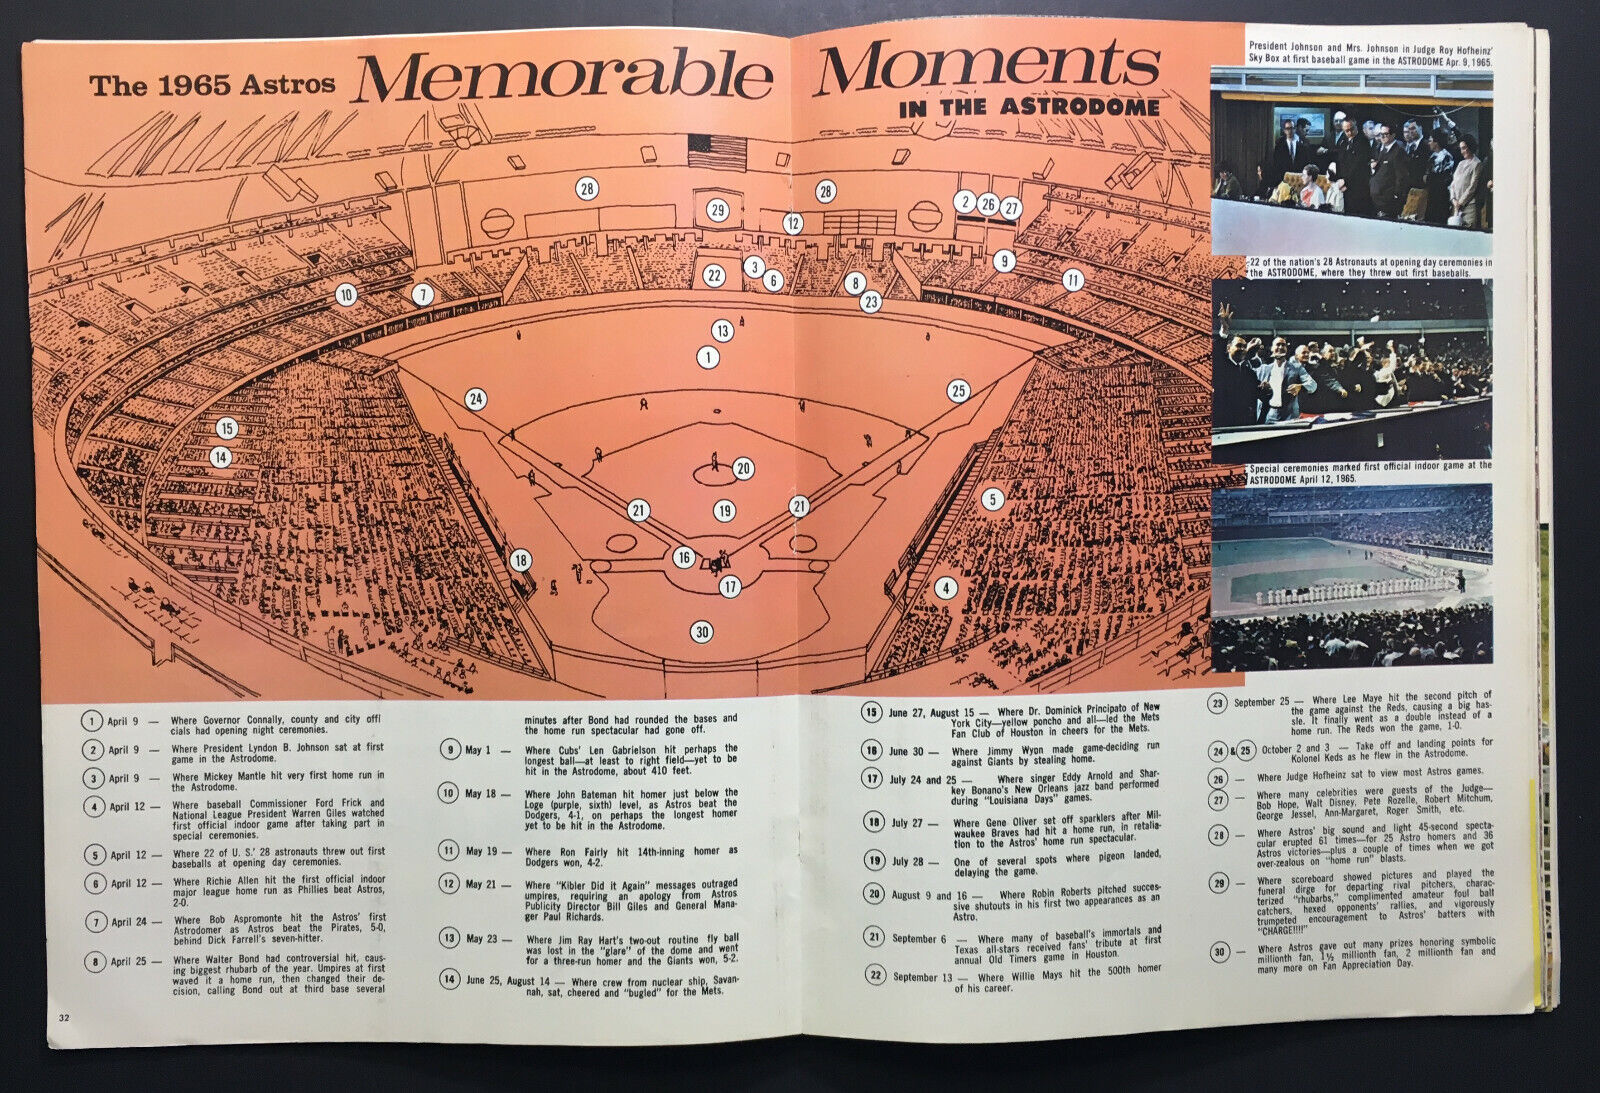 The 1965 Astros Memorable Moments
IN THE ASTRODOME
President Johnson and Mrs. Johnson in Judge Roy Hofheinz'
Sky Box at first baseball game in the ASTRODOME Apr. 9, 1965.
22 of the nation's 28 Astronauts at opening day ceremonies in
the ASTRODOME, where they threw out first baseballs.
Special ceremonies marked first official indoor game at the
ASTRODOME April 12, 1965.
28
28
29
12
2
26
27
3
6
22
8
23
9
11
10
7
13
1
24
25
15
14
20
21
19
21
5
18
16
17
4
30
1 April 9 — Where Governor Connally, county and city offi
cials had opening night ceremonies.
2 April 9 — Where President Lyndon B. Johnson sat at first
game in the Astrodome.
3 April 9 — Where Mickey Mantle hit very first home run in
the Astrodome.
4 April 12 — Where baseball Commissioner Ford Frick and
National League President Warren Giles watched
first official indoor game after taking part in
special ceremonies.
5 April 12 — Where 22 of U. S.' 28 astronauts threw out first
baseballs at opening day ceremonies.
6 April 12 — Where Richie Allen hit the first official indoor
major league home run as Phillies beat Astros,
2-0.
7 April 24 — Where Bob Aspromonte hit the Astros' first
Astrodomer as Astros beat the Pirates, 5-0,
behind Dick Farrell's seven-hitter.
8 April 25 — Where Walter Bond had controversial hit, caus-
ing biggest rhubarb of the year. Umpires at first
waved it a home run, then changed their de-
cision, calling Bond out at third base several
32
minutes after Bond had rounded the bases and
the home run spectacular had gone off.
9 May 1 — Where Cubs' Len Gabrielson hit perhaps the
longest ball—at least to right field—yet to be
hit in the Astrodome, about 410 feet.
10 May 18 — Where John Bateman hit homer just below the
Loge (purple, sixth) level, as Astros beat the
Dodgers, 4-1, on perhaps the longest homer
yet to be hit in the Astrodome.
11 May 19 — Where Ron Fairly hit 14th-inning homer as
Dodgers won, 4-2.
12 May 21 — Where "Kibler Did it Again" messages outraged
umpires, requiring an apology from Astros
Publicity Director Bill Giles and General Mana-
ger Paul Richards.
13 May 23 — Where Jim Ray Hart's two-out routine fly ball
was lost in the "glare" of the dome and went
for a three-run homer and the Giants won, 5-2.
14 June 25, August 14 — Where crew from nuclear ship, Savan-
nah, sat, cheered and "bugled" for the Mets.
15 June 27, August 15 — Where Dr. Dominick Principato of New
York City—yellow poncho and all—led the Mets
Fan Club of Houston in cheers for the Mets.
16 June 30 — Where Jimmy Wyon made game-deciding run
against Giants by stealing home.
17 July 24 and 25 — Where singer Eddy Arnold and Shar-
key Bonano's New Orleans jazz band performed
during "Louisiana Days" games.
18 July 27 — Where Gene Oliver set off sparklers after Mil-
waukee Braves had hit a home run, in retalia-
tion to the Astros' home run spectacular.
19 July 28 — One of several spots where pigeon landed,
delaying the game.
20 August 9 and 16 — Where Robin Roberts pitched succes-
sive shutouts in his first two appearances as an
Astro.
21 September 6 — Where many of baseball's immortals and
Texas all-stars received fans' tribute at first
annual Old Timers game in Houston.
22 September 13 — Where Willie Mays hit the 500th homer
of his career.
23 September 25 — Where Lee Maye hit the second pitch of
the game against the Reds, causing a big has-
sle. It finally went as a double instead of a
home run. The Reds won the game, 1-0.
24 & 25 October 2 and 3 — Take off and landing points for
Kolonel Keds as he flew in the Astrodome.
26 — Where Judge Hofheinz sat to view most Astros games.
27 — Where many celebrities were guests of the Judge—
Bob Hope, Walt Disney, Pete Rozelle, Robert Mitchum,
George Jessel, Ann-Margaret, Roger Smith, etc.
28 — Where Astros' big sound and light 45-second specta-
cular erupted 61 times—for 25 Astro homers and 36
Astros victories—plus a couple of times when we got
over-zealous on "home run" blasts.
29 — Where scoreboard showed pictures and played the
funeral dirge for departing rival pitchers, charac-
terized "rhubarbs," complimented amateur foul ball
catchers, hexed opponents' rallies, and vigorously
trumpeted encouragement to Astros' batters with
"CHARGE!!!!"
30 — Where Astros gave out many prizes honoring symbolic
millionth fan, 1½ millionth fan, 2 millionth fan and
many more on Fan Appreciation Day.